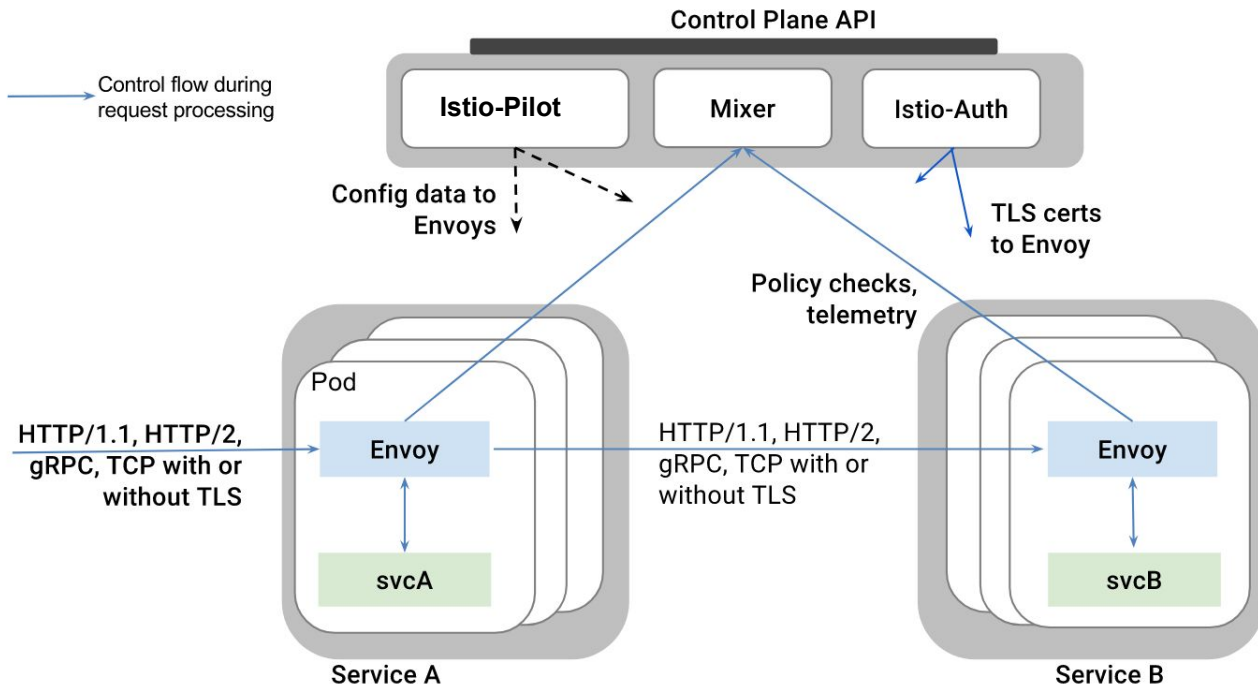 Control Plane API
Control flow during
request processing
Istio-Pilot
Mixer
Istio-Auth
Config data to
Envoys
TLS certs
to Envoy
Policy checks,
telemetry
Pod
HTTP/1.1, HTTP/2,
gRPC, TCP with or
without TLS
Envoy
HTTP/1.1, HTTP/2,
gRPC, TCP with or
without TLS
Envoy
svcA
svcB
Service A
Service B